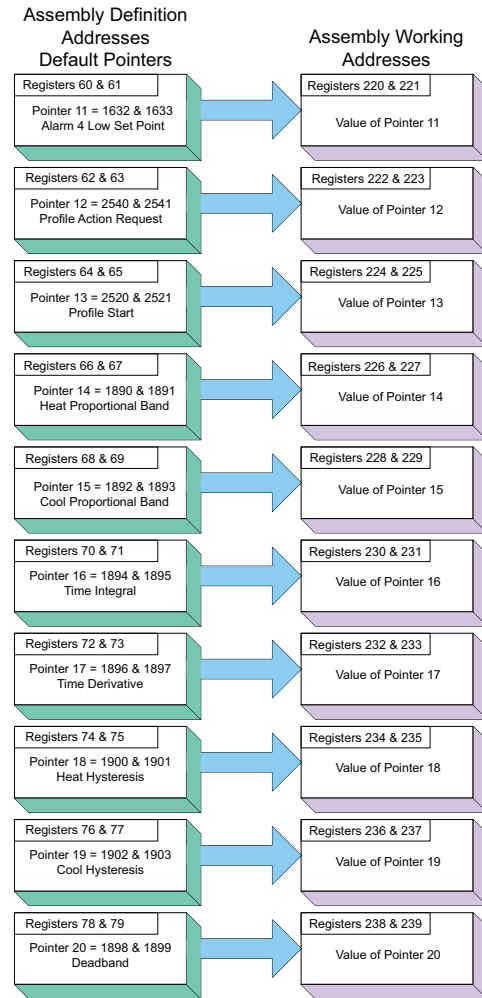 Assembly Definition
Addresses
Default Pointers
Assembly Working
Addresses
Registers 60 & 61
Pointer 11 = 1632 & 1633
Alarm 4 Low Set Point
Registers 220 & 221
Value of Pointer 11
Registers 62 & 63
Pointer 12 = 2540 & 2541
Profile Action Request
Registers 222 & 223
Value of Pointer 12
Registers 64 & 65
Pointer 13 = 2520 & 2521
Profile Start
Registers 224 & 225
Value of Pointer 13
Registers 66 & 67
Pointer 14 = 1890 & 1891
Heat Proportional Band
Registers 226 & 227
Value of Pointer 14
Registers 68 & 69
Pointer 15 = 1892 & 1893
Cool Proportional Band
Registers 228 & 229
Value of Pointer 15
Registers 70 & 71
Pointer 16 = 1894 & 1895
Time Integral
Registers 230 & 231
Value of Pointer 16
Registers 72 & 73
Pointer 17 = 1896 & 1897
Time Derivative
Registers 232 & 233
Value of Pointer 17
Registers 74 & 75
Pointer 18 = 1900 & 1901
Heat Hysteresis
Registers 234 & 235
Value of Pointer 18
Registers 76 & 77
Pointer 19 = 1902 & 1903
Cool Hysteresis
Registers 236 & 237
Value of Pointer 19
Registers 78 & 79
Pointer 20 = 1898 & 1899
Deadband
Registers 238 & 239
Value of Pointer 20